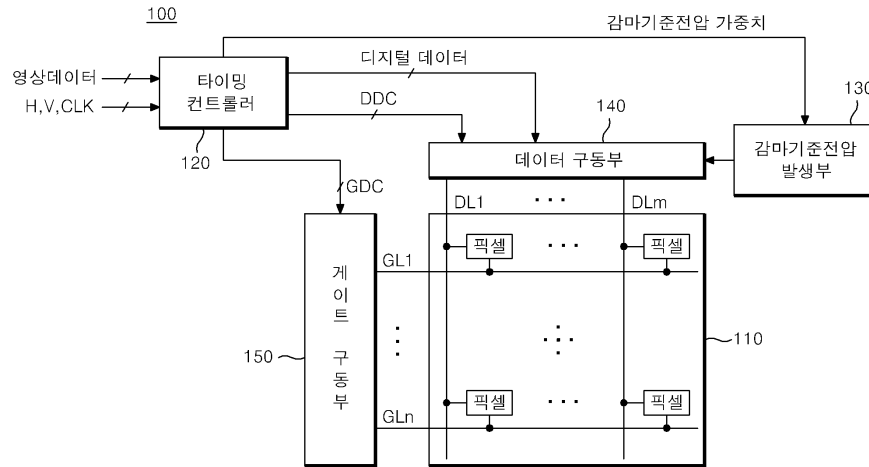 100
감마기준전압 가중치
영상데이터
H,V,CLK
타이밍
컨트롤러
120
디지털 데이터
DDC
140
130
데이터 구동부
감마기준전압
발생부
GDC
DL1
DLm
픽셀
픽셀
GL1
게이트 구동부
150
110
픽셀
픽셀
GLn